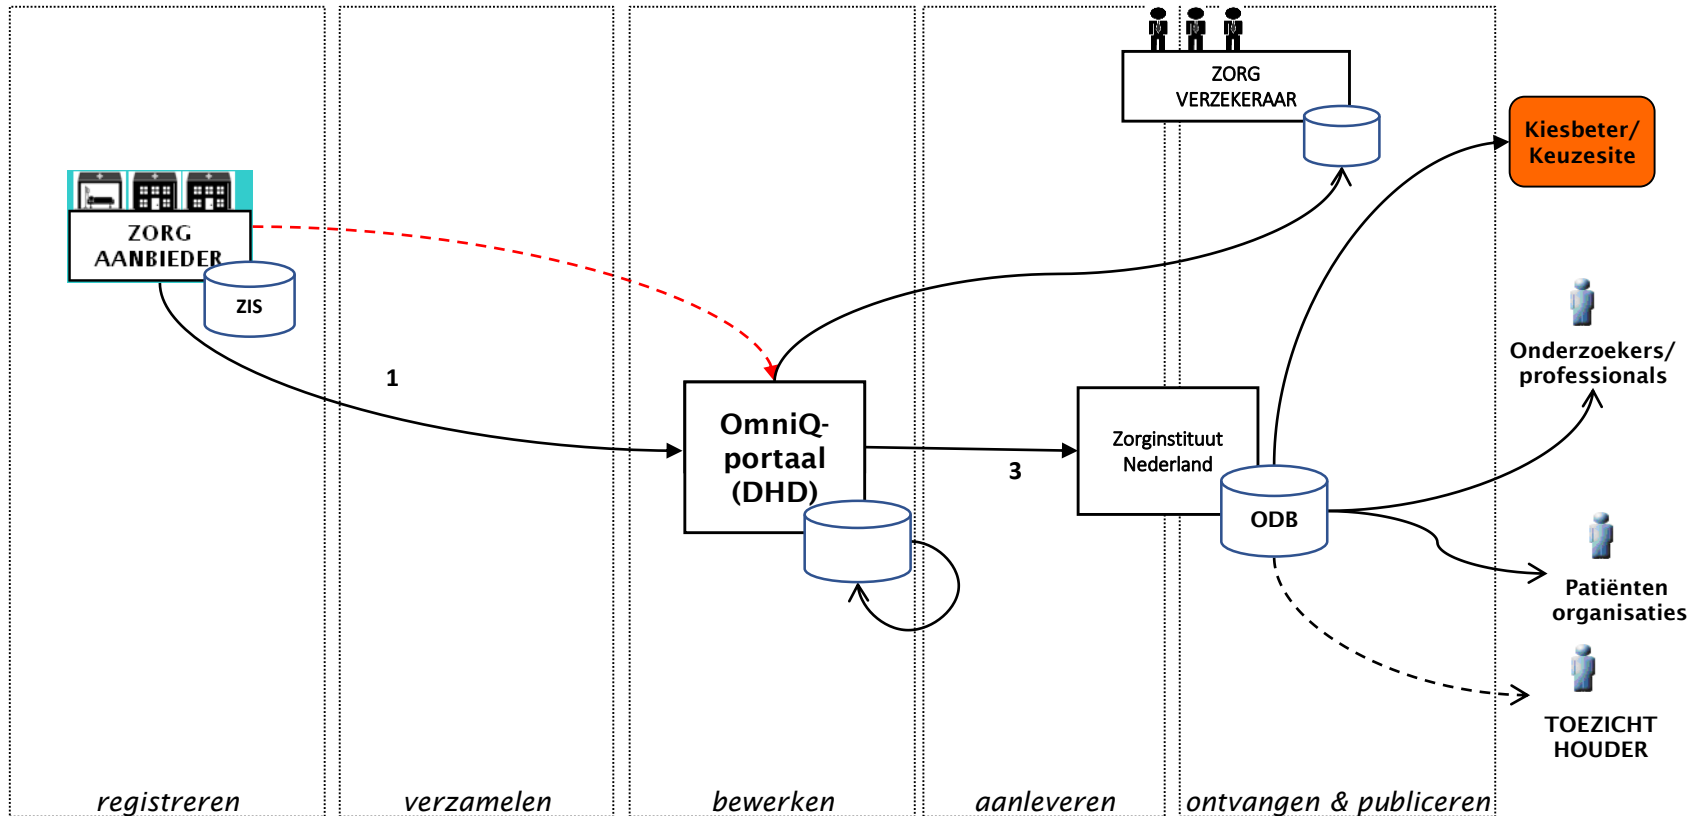 ZORG
VERZEKERAAR
Kiesbeter/
Keuzesite
ZORG
AANBIEDER
ZIS
1
OmniQ-
portaal
(DHD)
3
Zorginstituut
Nederland
ODB
Onderzoekers/
professionals
Patiënten
organisaties
TOEZICHT
HOUDER
registreren
verzamelen
bewerken
aanleveren
ontvangen & publiceren